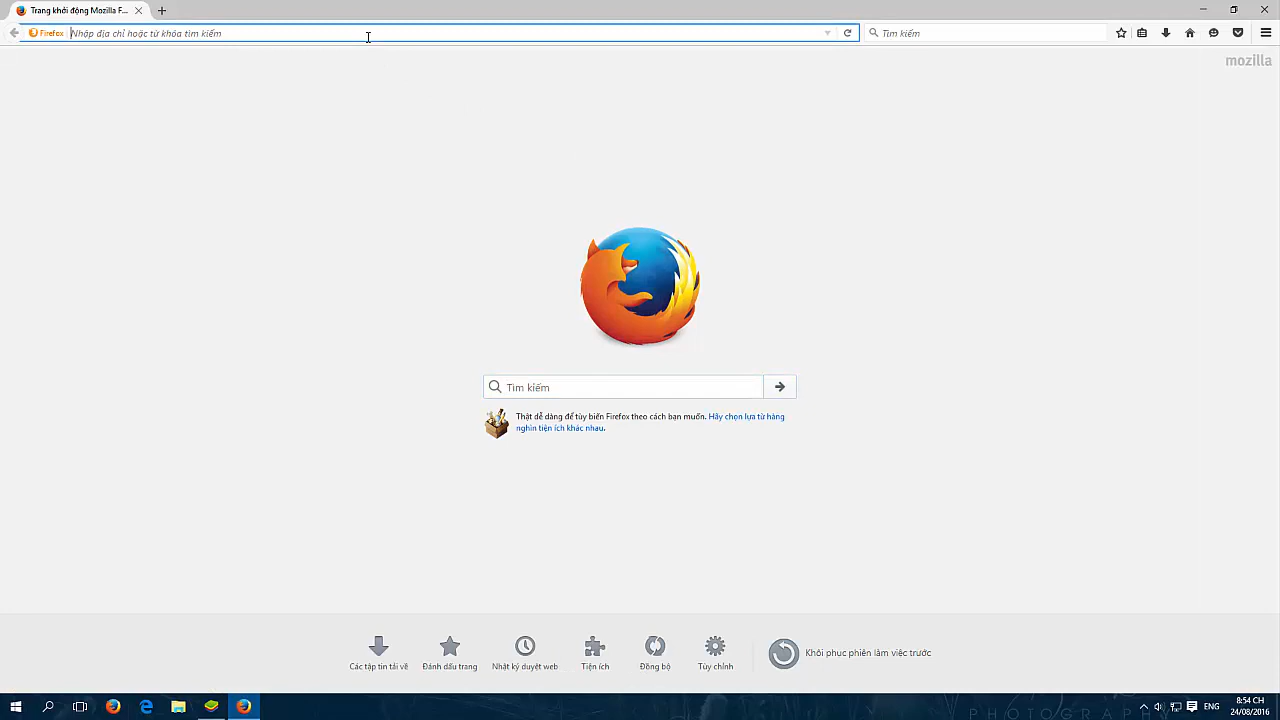 Trang khởi động Mozilla F...
Firefox
Nhập địa chỉ hoặc từ khóa tìm kiếm
Tìm kiếm
mozilla
Tìm kiếm
Thật dễ dàng để tùy biến Firefox theo cách bạn muốn. Hãy chọn lựa từ hàng
nghìn tiện ích khác nhau.
Các tập tin tải về
Đánh dấu trang
Nhật ký duyệt web
Tiện ích
Đồng bộ
Tùy chỉnh
Khôi phục phiên làm việc trước
ENG
8:54 CH
24/08/2016
PHOTOGRAPH